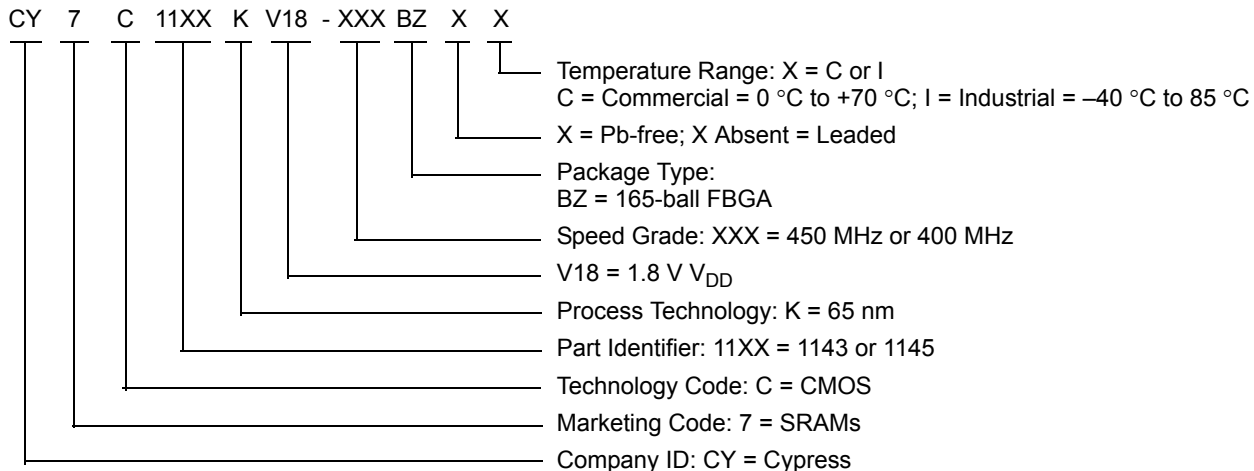 CY 7 C 11XX K V18 - XXX BZ X X
Temperature Range: X = C or I
C = Commercial = 0 °C to +70 °C; I = Industrial = –40 °C to 85 °C
X = Pb-free; X Absent = Leaded
Package Type:
BZ = 165-ball FBGA
Speed Grade: XXX = 450 MHz or 400 MHz
V18 = 1.8 V VDD
Process Technology: K = 65 nm
Part Identifier: 11XX = 1143 or 1145
Technology Code: C = CMOS
Marketing Code: 7 = SRAMs
Company ID: CY = Cypress